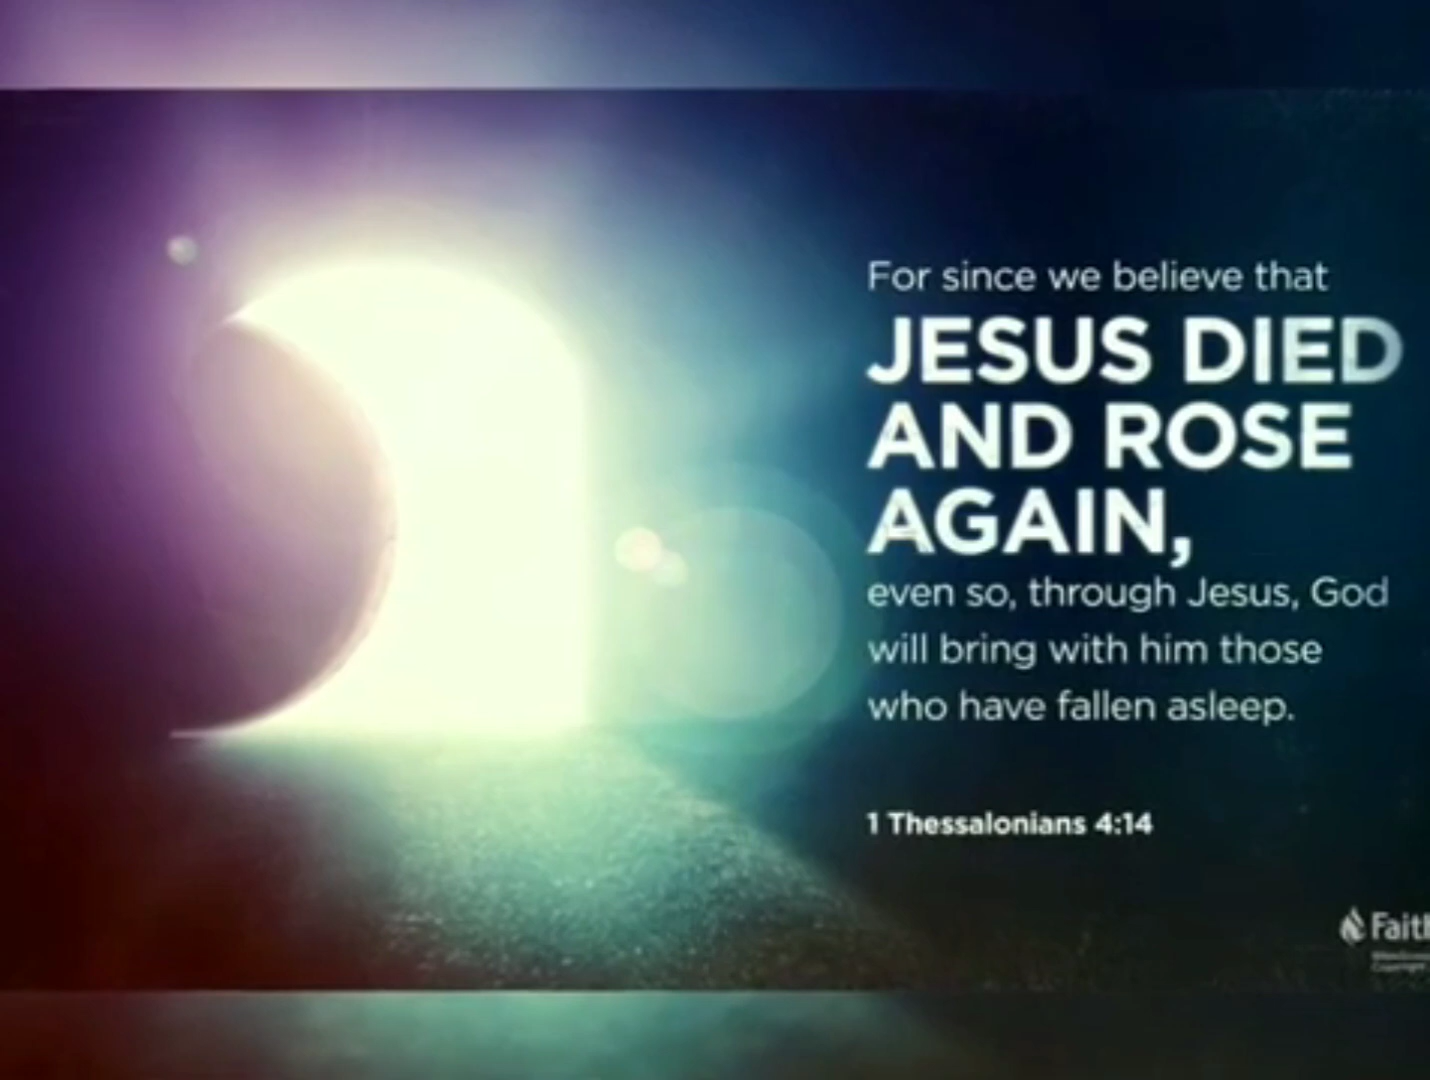 For since we believe that
JESUS DIED
AND ROSE
AGAIN,
even so, through Jesus, God
will bring with him those
who have fallen asleep.
1 Thessalonians 4:14